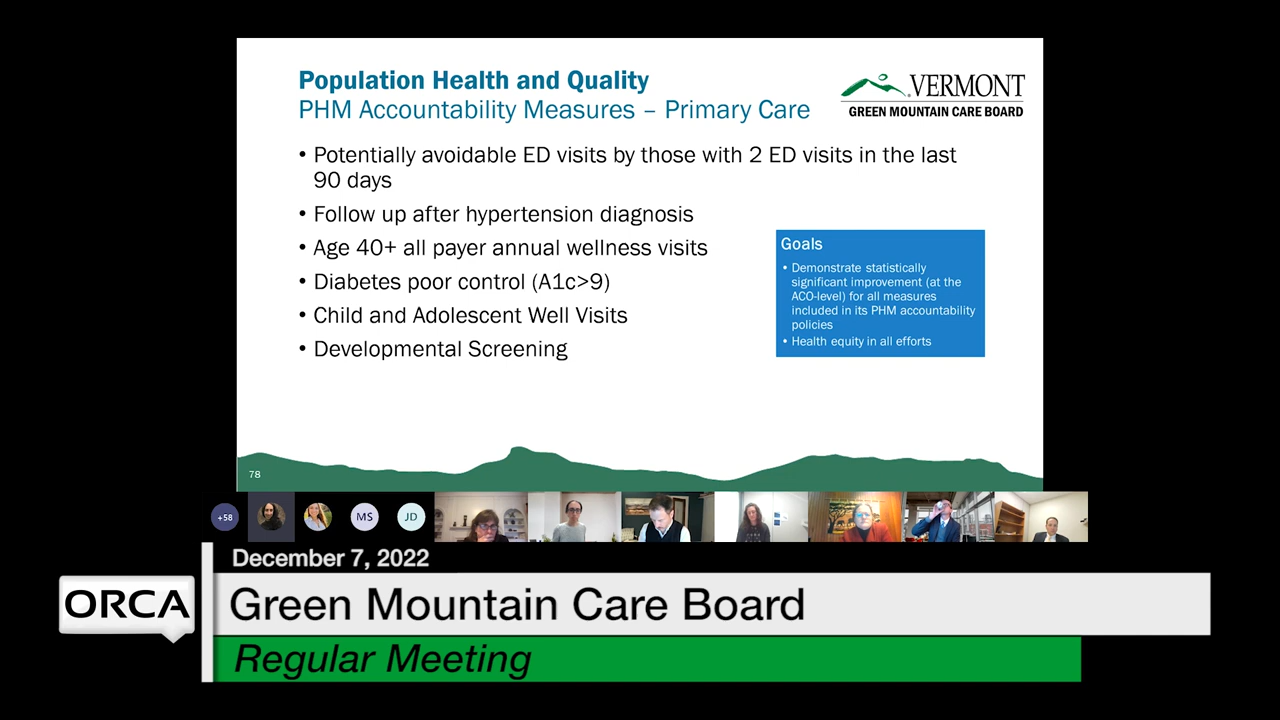 Population Health and Quality
PHM Accountability Measures – Primary Care
VERMONT
GREEN MOUNTAIN CARE BOARD
• Potentially avoidable ED visits by those with 2 ED visits in the last
90 days
• Follow up after hypertension diagnosis
• Age 40+ all payer annual wellness visits
• Diabetes poor control (A1c>9)
• Child and Adolescent Well Visits
• Developmental Screening
Goals
• Demonstrate statistically
significant improvement (at the
ACO-level) for all measures
included in its PHM accountability
policies
• Health equity in all efforts
78
+58
MS
JD
December 7, 2022
ORCA
Green Mountain Care Board
Regular Meeting